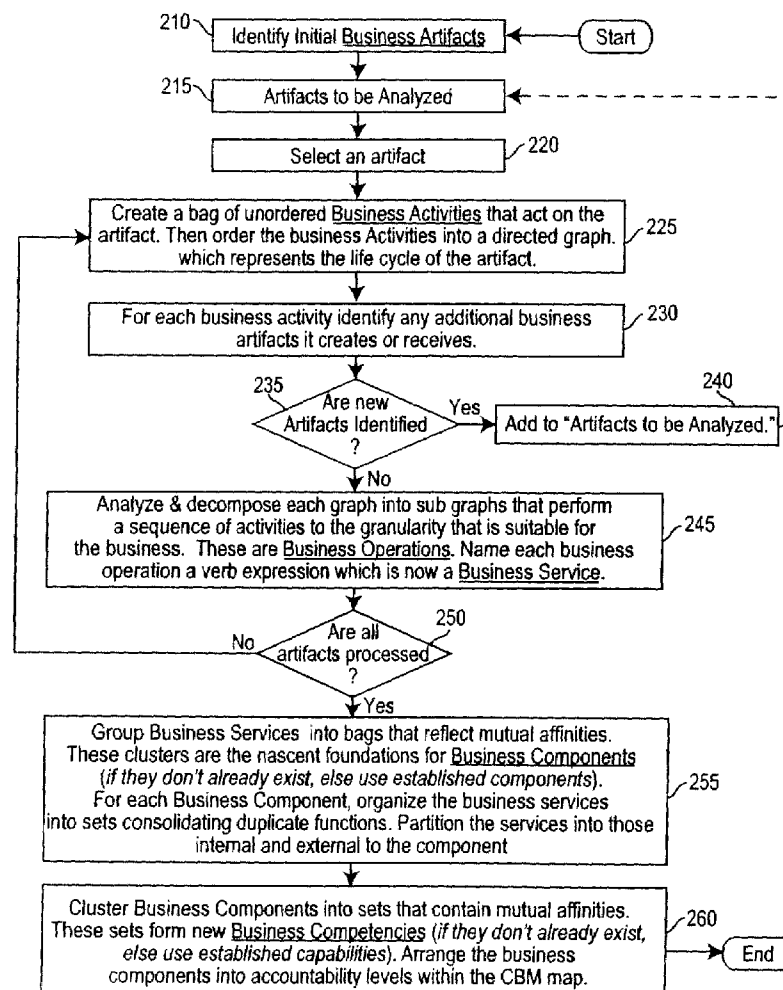 210
Identify Initial Business Artifacts
Start
215
Artifacts to be Analyzed
Select an artifact
220
Create a bag of unordered Business Activities that act on the
artifact. Then order the business Activities into a directed graph.
which represents the life cycle of the artifact.
225
For each business activity identify any additional business
artifacts it creates or receives.
230
235
Are new
Artifacts Identified
?
Yes
240
Add to "Artifacts to be Analyzed."
No
Analyze & decompose each graph into sub graphs that perform
a sequence of activities to the granularity that is suitable for
the business. These are Business Operations. Name each business
operation a verb expression which is now a Business Service.
245
No
Are all
artifacts processed
?
250
Yes
Group Business Services into bags that reflect mutual affinities.
These clusters are the nascent foundations for Business Components
(if they don't already exist, else use established components).
For each Business Component, organize the business services
into sets consolidating duplicate functions. Partition the services into those
internal and external to the component
255
Cluster Business Components into sets that contain mutual affinities.
These sets form new Business Competencies (if they don't already exist,
else use established capabilities). Arrange the business
components into accountability levels within the CBM map.
260
End